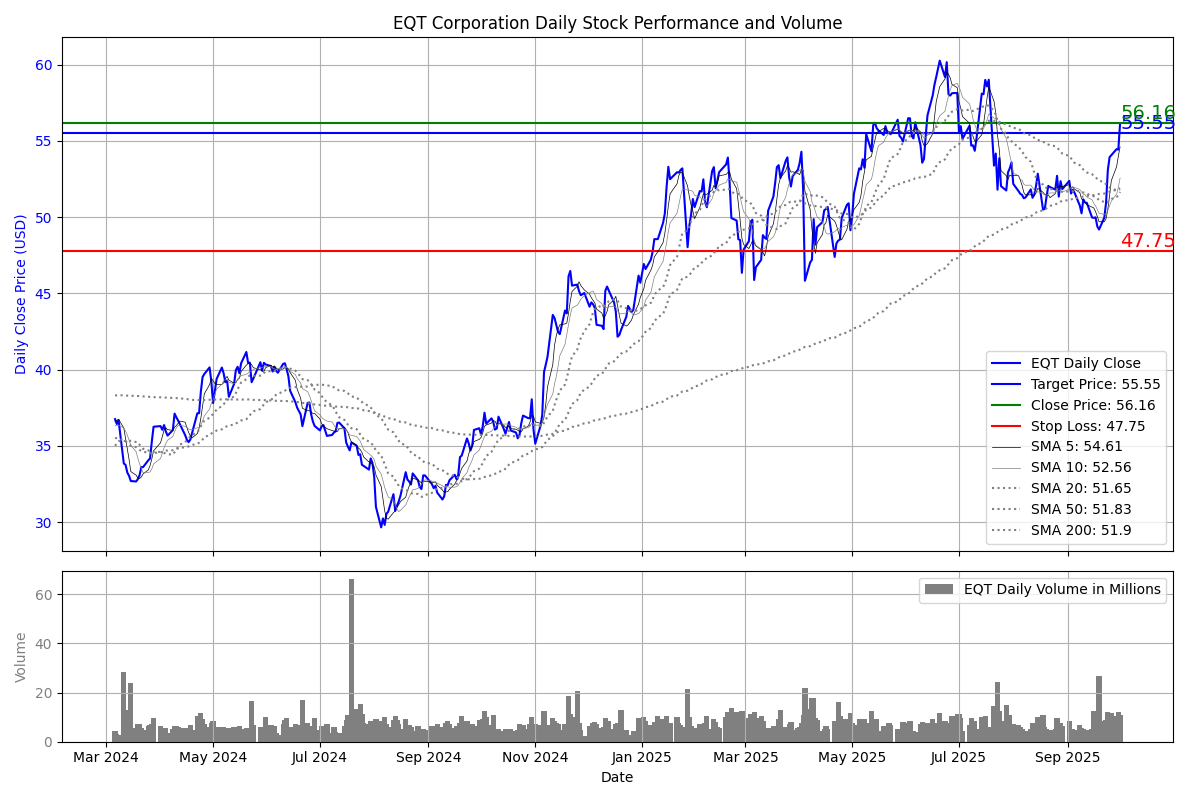 EQT Corporation Daily Stock Performance and Volume
Daily Close Price (USD)
60
55
50
45
40
35
30
56.16
55.55
47.75
EQT Daily Close
Target Price: 55.55
Close Price: 56.16
Stop Loss: 47.75
SMA 5: 54.61
SMA 10: 52.56
SMA 20: 51.65
SMA 50: 51.83
SMA 200: 51.9
Volume
60
40
20
0
EQT Daily Volume in Millions
Mar 2024 May 2024 Jul 2024 Sep 2024 Nov 2024 Jan 2025 Mar 2025 May 2025 Jul 2025 Sep 2025
Date